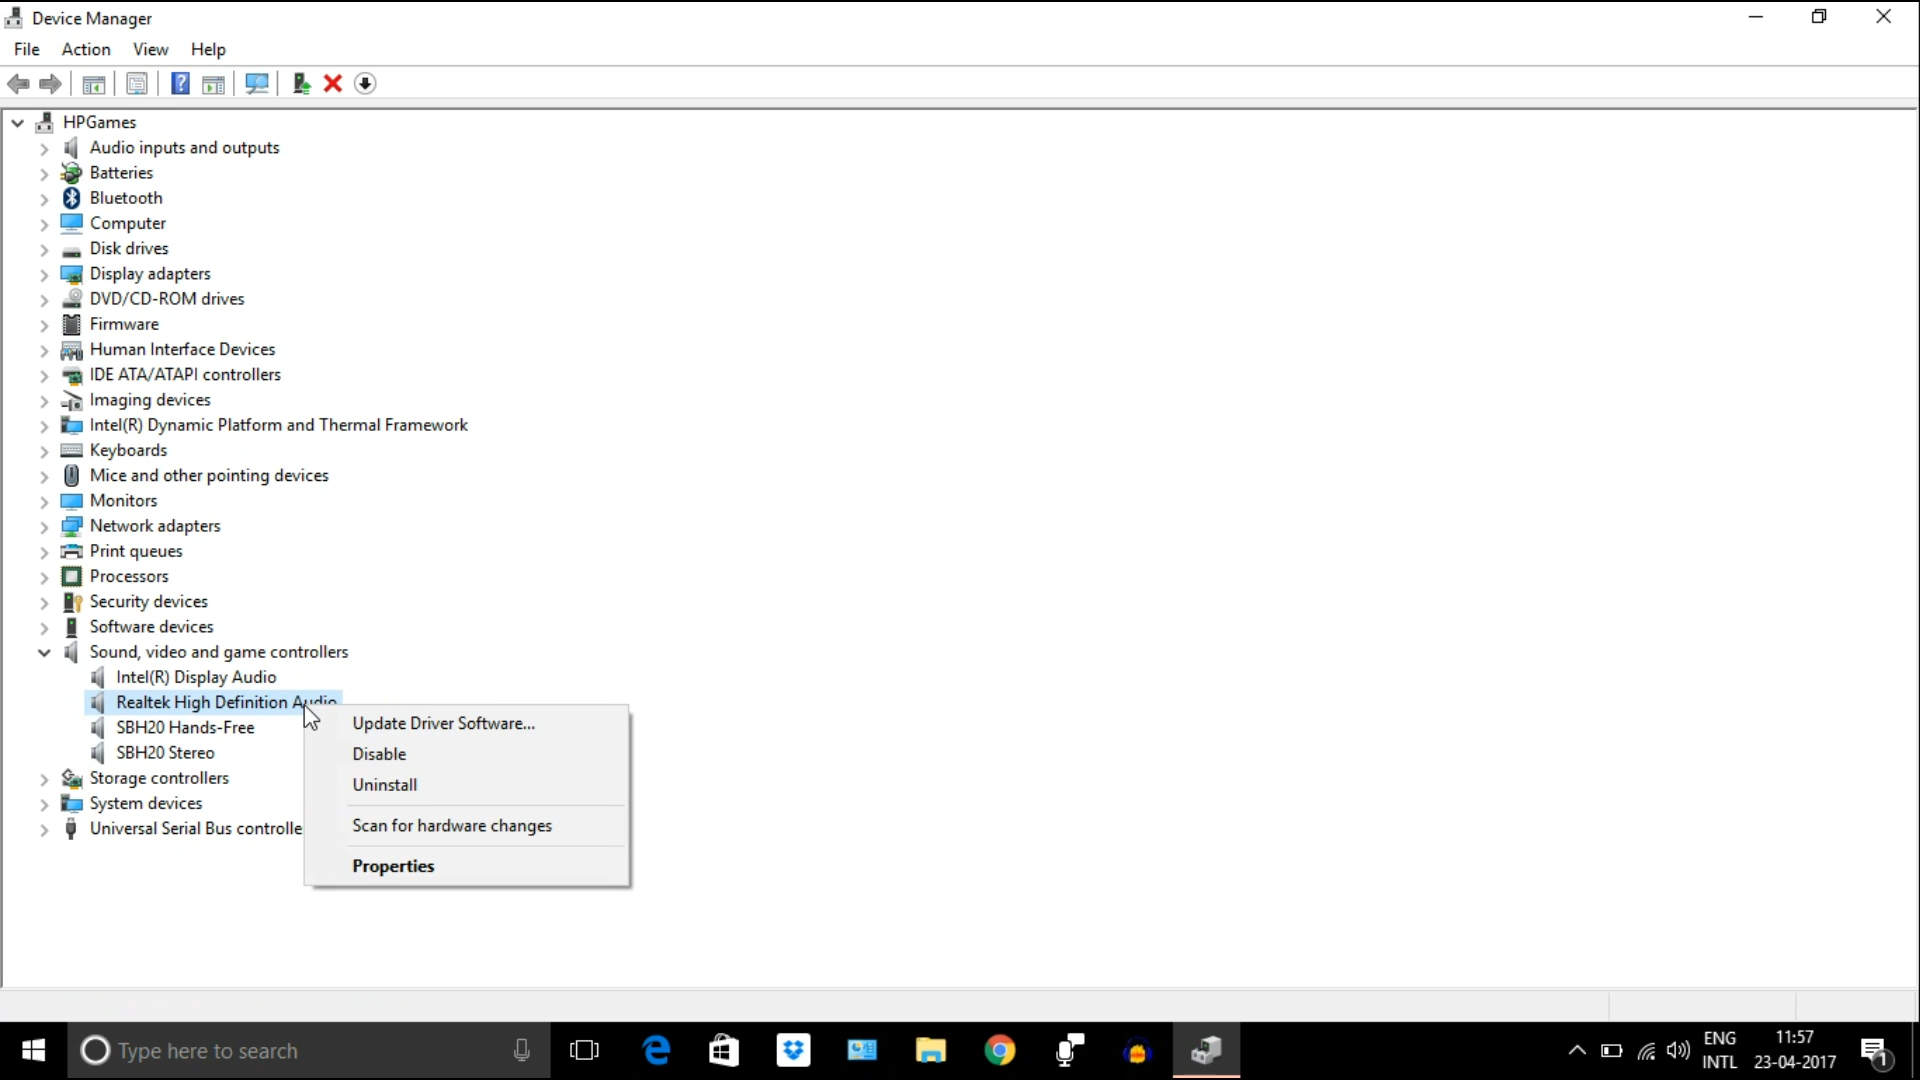 Device Manager
File Action View Help
HPGames
Audio inputs and outputs
Batteries
Bluetooth
Computer
Disk drives
Display adapters
DVD/CD-ROM drives
Firmware
Human Interface Devices
IDE ATA/ATAPI controllers
Imaging devices
Intel(R) Dynamic Platform and Thermal Framework
Keyboards
Mice and other pointing devices
Monitors
Network adapters
Print queues
Processors
Security devices
Software devices
Sound, video and game controllers
Intel(R) Display Audio
Realtek High Definition Audio
SBH20 Hands-Free
SBH20 Stereo
Storage controllers
System devices
Universal Serial Bus controlle
Update Driver Software...
Disable
Uninstall
Scan for hardware changes
Properties
Type here to search
ENG
INTL
11:57
23-04-2017
1